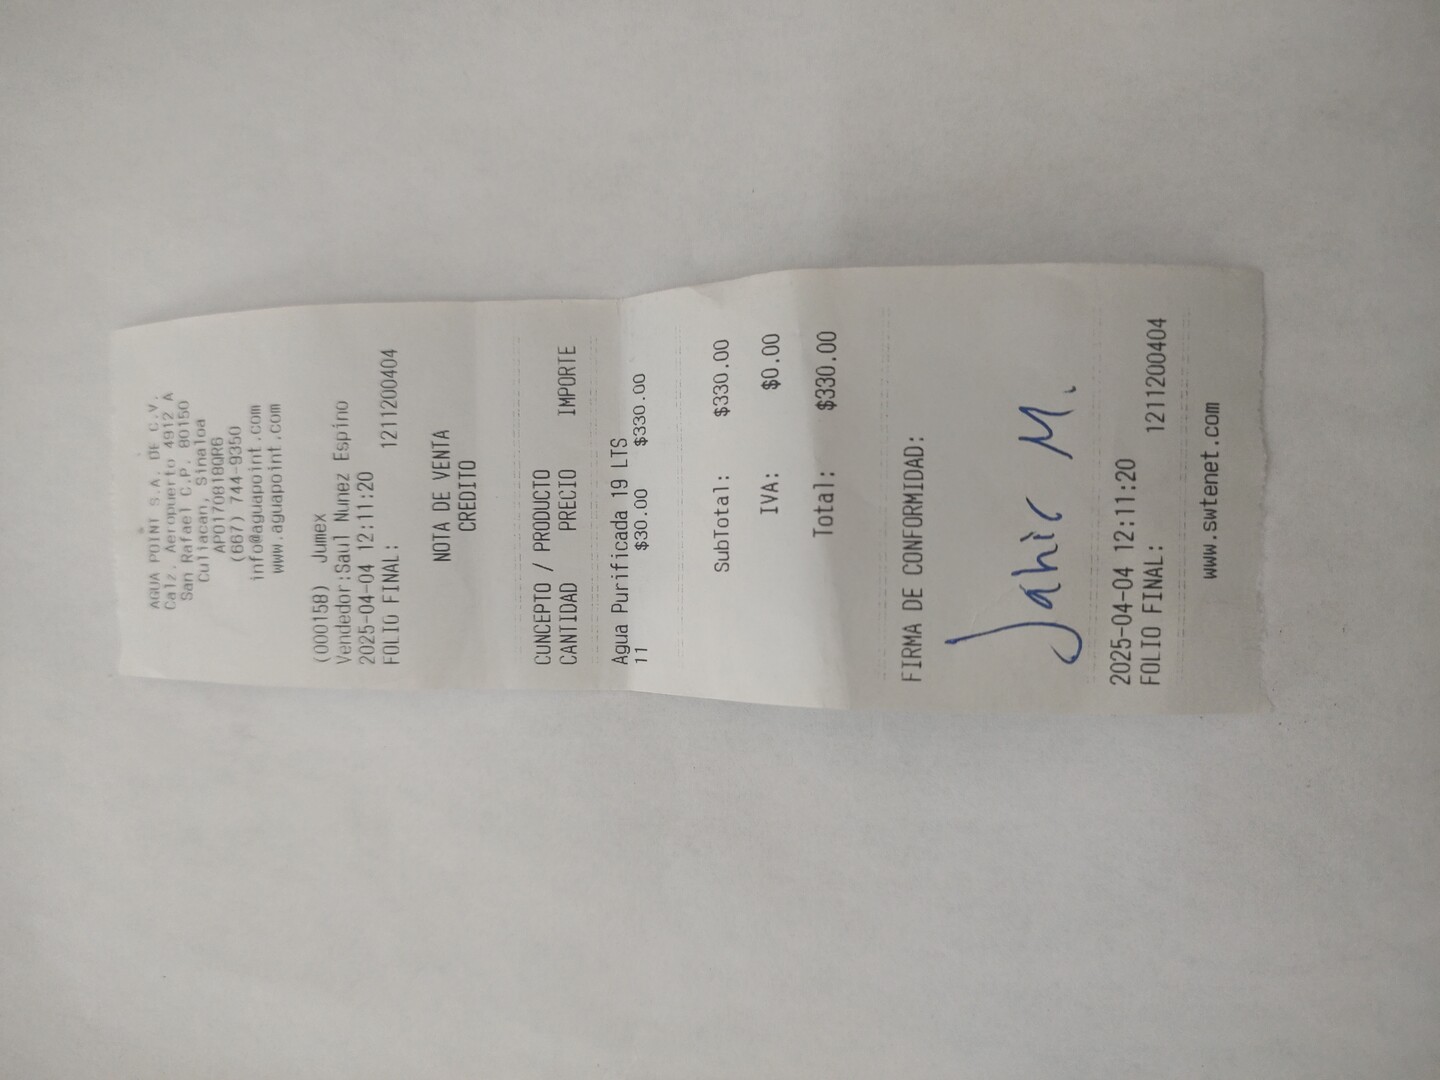 AGUA POINT S.A. DE C.V.
Calz. Aeropuerto 4912 A
San Rafael C.P. 80150
Culiacan, Sinaloa
APO170818QR6
(667) 744-9350
info@aguapoint.com
www.aguapoint.com
(000158) Jumex
Vendedor:Saul Nunez Espino
2025-04-04 12:11:20
FOLIO FINAL: 1211200404
NOTA DE VENTA
CREDITO
CONCEPTO / PRODUCTO
CANTIDAD PRECIO IMPORTE
Agua Purificada 19 LTS
11 $30.00 $330.00
SubTotal: $330.00
IVA: $0.00
Total: $330.00
FIRMA DE CONFORMIDAD:
Jahir M.
2025-04-04 12:11:20
FOLIO FINAL: 1211200404
www.swtenet.com